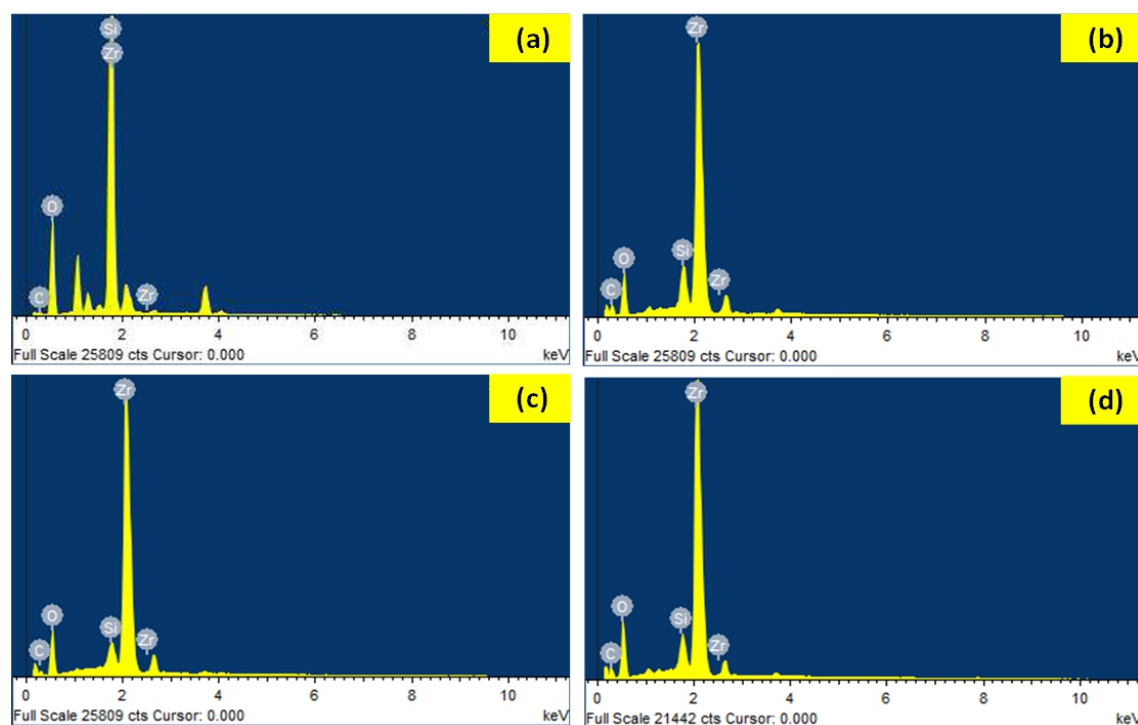 (a)
Si
Zr
O
C
Zr
0 2 4 6 8 10
Full Scale 25809 cts Cursor: 0.000 keV
(b)
Zr
Si
O
Zr
C
0 2 4 6 8 10
Full Scale 25809 cts Cursor: 0.000 keV
(c)
Zr
O
Si
Zr
C
0 2 4 6 8 10
Full Scale 25809 cts Cursor: 0.000 keV
(d)
Zr
O
Si
Zr
C
0 2 4 6 8 10
Full Scale 21442 cts Cursor: 0.000 keV